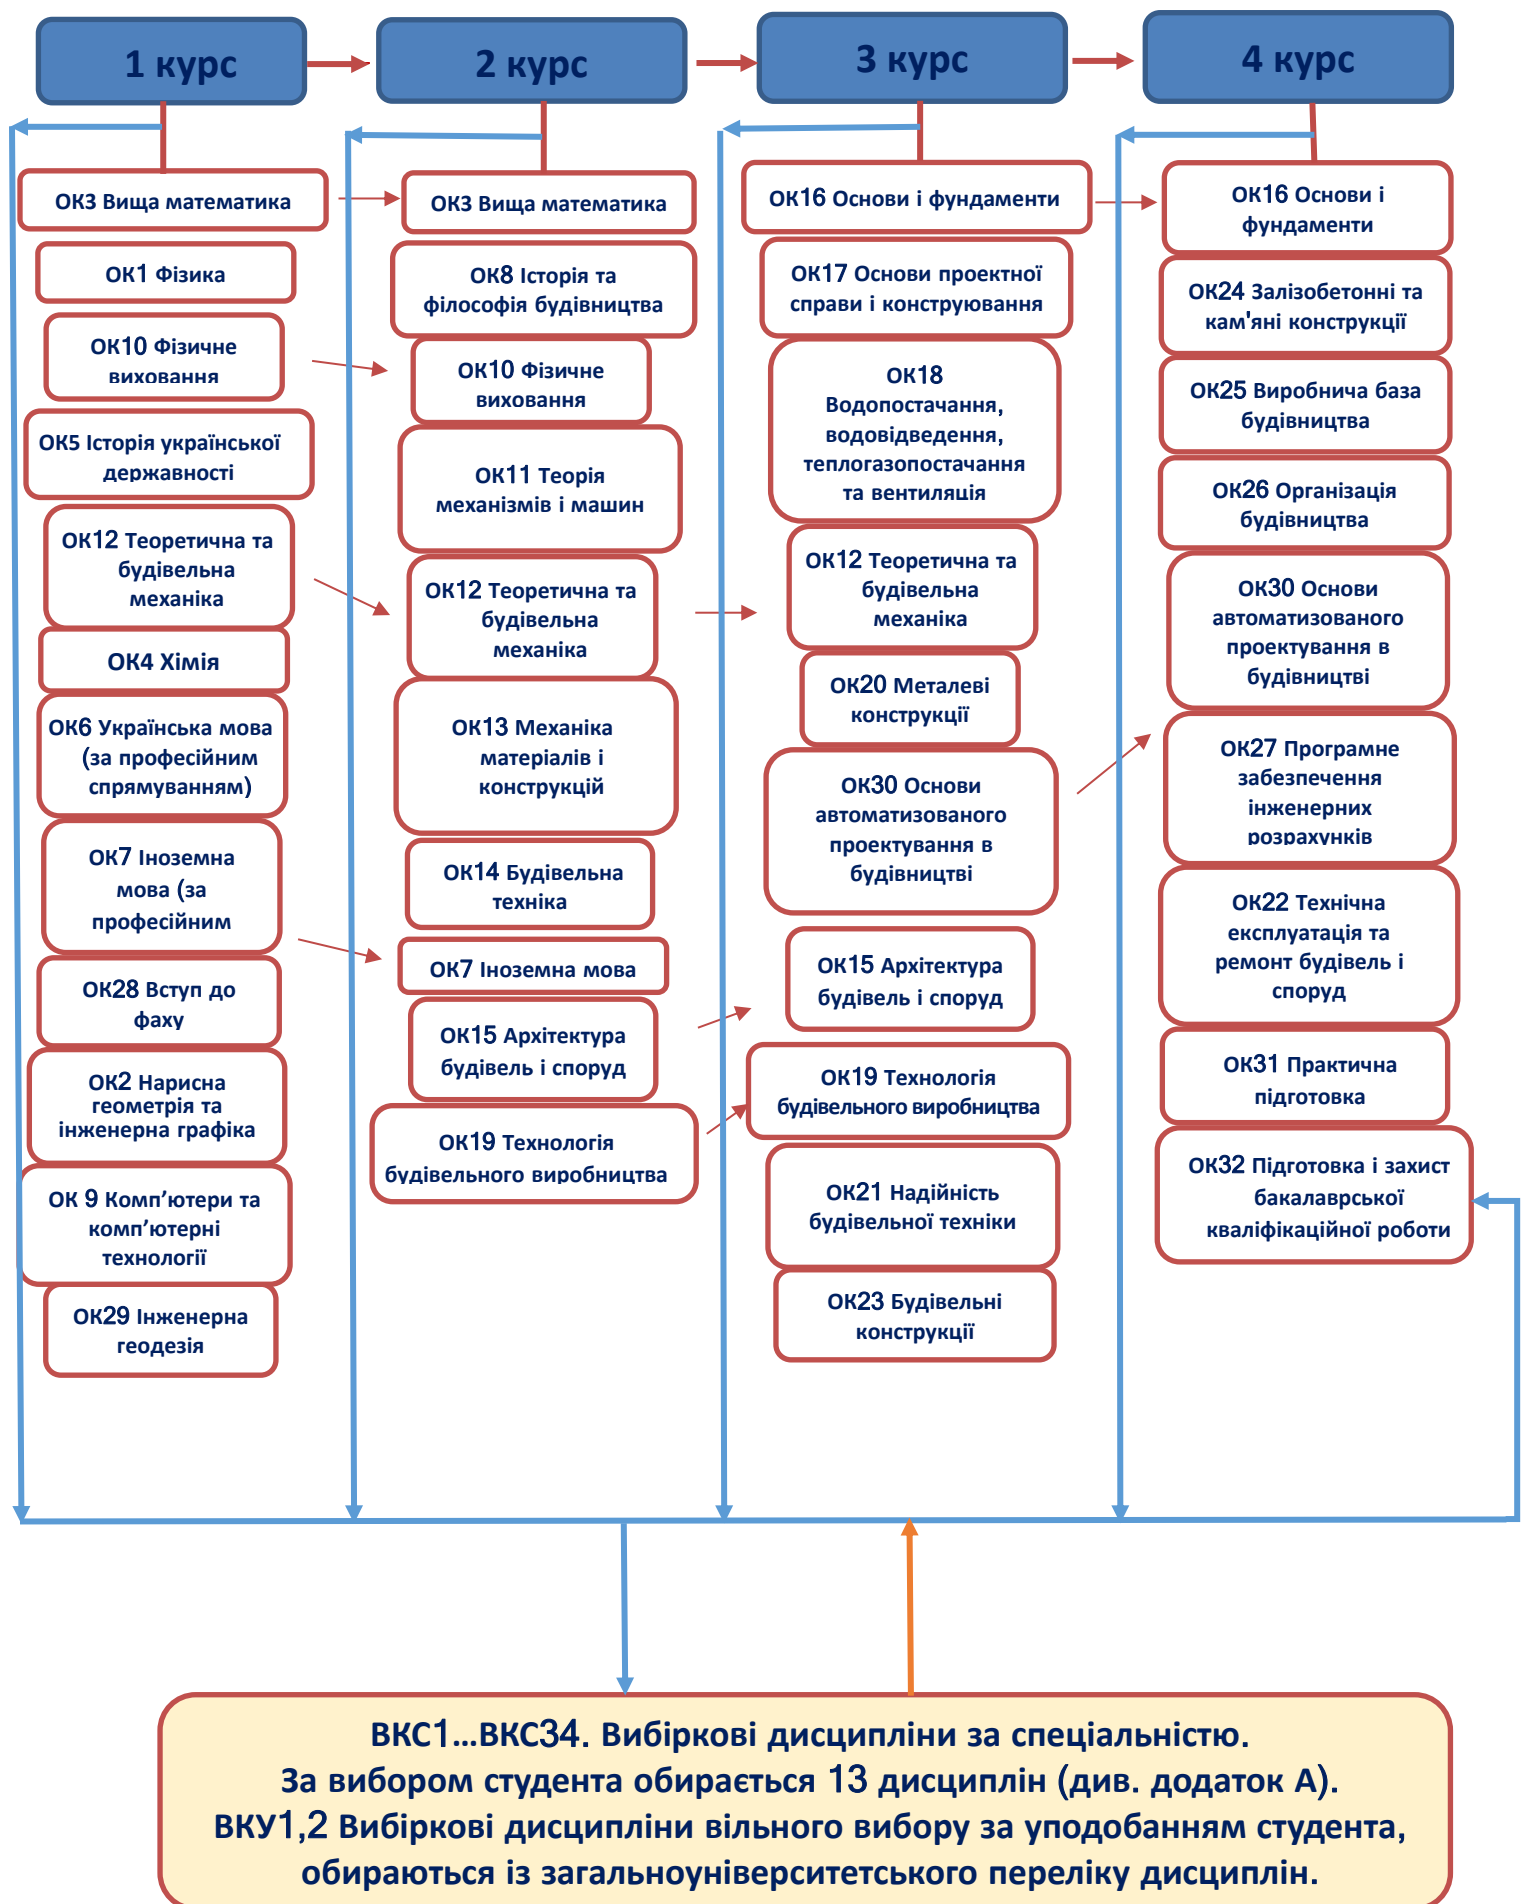 1 курс
2 курс
3 курс
4 курс
ОК3 Вища математика
ОК1 Фізика
ОК10 Фізичне
виховання
ОК5 Історія української
державності
ОК12 Теоретична та
будівельна
механіка
ОК4 Хімія
ОК6 Українська мова
(за професійним
спрямуванням)
ОК7 Іноземна
мова (за
професійним
ОК28 Вступ до
фаху
ОК2 Нарисна
геометрія та
інженерна графіка
ОК 9 Комп’ютери та
комп’ютерні
технології
ОК29 Інженерна
геодезія
ОК3 Вища математика
ОК8 Історія та
філософія будівництва
ОК10 Фізичне
виховання
ОК11 Теорія
механізмів і машин
ОК12 Теоретична та
будівельна
механіка
ОК13 Механіка
матеріалів і
конструкцій
ОК14 Будівельна
техніка
ОК7 Іноземна мова
ОК15 Архітектура
будівель і споруд
ОК19 Технологія
будівельного виробництва
ОК16 Основи і фундаменти
ОК17 Основи проектної
справи і конструювання
ОК18
Водопостачання,
водовідведення,
теплогазопостачання
та вентиляція
ОК12 Теоретична та
будівельна
механіка
ОК20 Металеві
конструкції
ОК30 Основи
автоматизованого
проектування в
будівництві
ОК15 Архітектура
будівель і споруд
ОК19 Технологія
будівельного виробництва
ОК21 Надійність
будівельної техніки
ОК23 Будівельні
конструкції
ОК16 Основи і
фундаменти
ОК24 Залізобетонні та
кам'яні конструкції
ОК25 Виробнича база
будівництва
ОК26 Організація
будівництва
ОК30 Основи
автоматизованого
проектування в
будівництві
ОК27 Програмне
забезпечення
інженерних
розрахунків
ОК22 Технічна
експлуатація та
ремонт будівель і
споруд
ОК31 Практична
підготовка
ОК32 Підготовка і захист
бакалаврської
кваліфікаційної роботи
ВКС1...ВКС34. Вибіркові дисципліни за спеціальністю.
За вибором студента обирається 13 дисциплін (див. додаток А).
ВКУ1,2 Вибіркові дисципліни вільного вибору за уподобанням студента,
обираються із загальноуніверситетського переліку дисциплін.